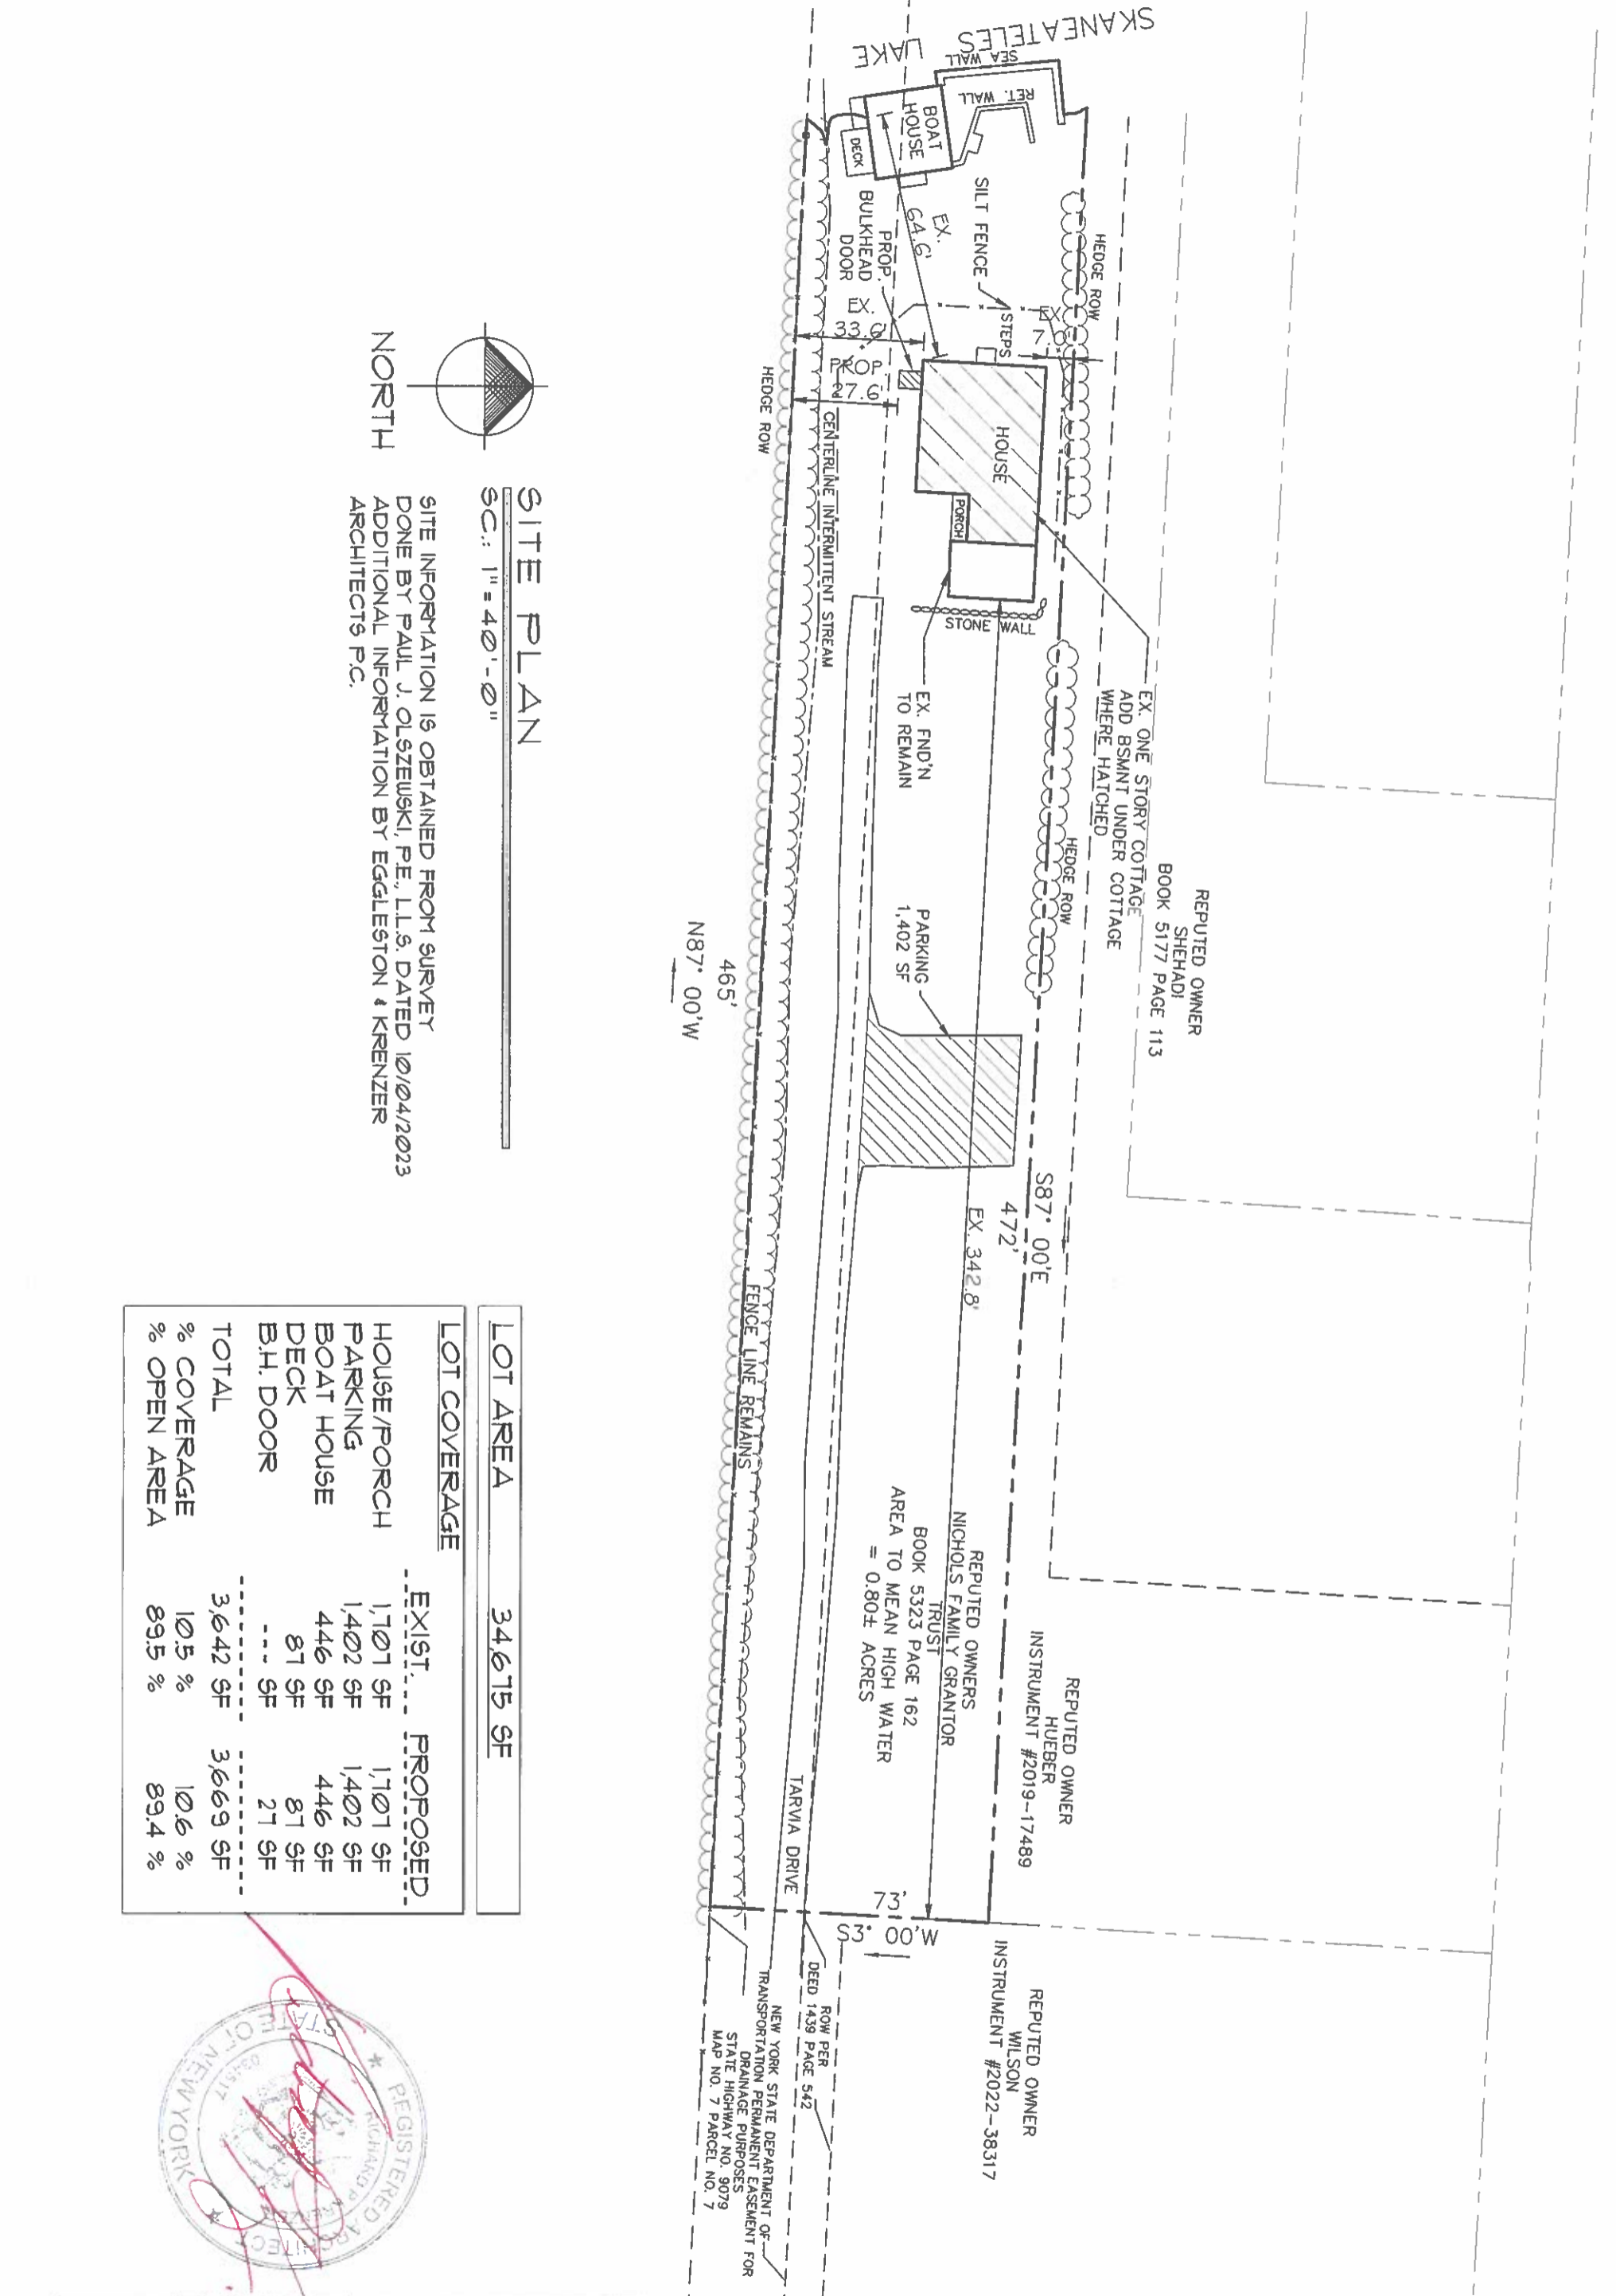 SKANEATELES
LAKE
SEA WALL
RET. WALL
BOAT
HOUSE
DECK
SILT FENCE
EX.
64.6'
PROP.
BULKHEAD
DOOR
HEDGE ROW
STEPS
EX.
33.6'
PROP.
27.6'
EX.
HOUSE
PORCH
HEDGE ROW
CENTERLINE INTERMITTENT STREAM
STONE WALL
EX. FND'N
TO REMAIN
EX. ONE STORY COTTAGE
ADD BSMNT UNDER COTTAGE
WHERE HATCHED
HEDGE ROW
REPUTED OWNER
SHEHADI
BOOK 5177 PAGE 113
PARKING
1,402 SF
465'
N87° 00'W
S87° 00'E
472'
EX. 342.8'
FENCE LINE REMAINS
REPUTED OWNERS
NICHOLS FAMILY GRANTOR
TRUST
BOOK 5323 PAGE 162
AREA TO MEAN HIGH WATER
= 0.80± ACRES
REPUTED OWNER
HUEBER
INSTRUMENT #2019-17489
TARVIA DRIVE
73'
S3° 00'W
REPUTED OWNER
WILSON
INSTRUMENT #2022-38317
ROW PER
DEED 1439 PAGE 542
NEW YORK STATE DEPARTMENT OF
TRANSPORTATION PERMANENT EASEMENT FOR
DRAINAGE PURPOSES
STATE HIGHWAY NO. 9079
MAP NO. 7 PARCEL NO. 7
NORTH
SITE PLAN
SC.: 1"=40'-0"
SITE INFORMATION IS OBTAINED FROM SURVEY
DONE BY PAUL J. OLSZEWSKI, P.E., L.L.S. DATED 10/04/2023
ADDITIONAL INFORMATION BY EGGLESTON & KRENZER
ARCHITECTS P.C.
LOT AREA 34,675 SF
LOT COVERAGE
EXIST. PROPOSED
HOUSE/PORCH 1,707 SF 1,707 SF
PARKING 1,402 SF 1,402 SF
BOAT HOUSE 446 SF 446 SF
DECK 87 SF 87 SF
B.H. DOOR --- SF 27 SF
TOTAL 3,642 SF 3,669 SF
% COVERAGE 10.5 % 10.6 %
% OPEN AREA 89.5 % 89.4 %
REGISTERED ARCHITECT
STATE OF NEW YORK